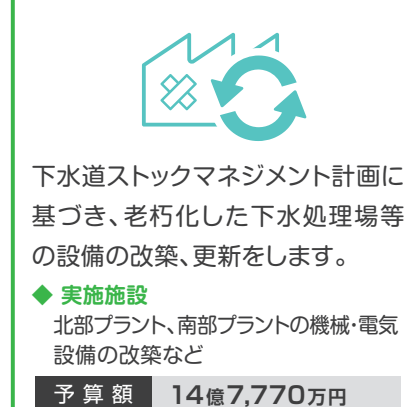 下水道ストックマネジメント計画に
基づき、老朽化した下水処理場等
の設備の改築、更新をします。
◆ 実施施設
北部プラント、南部プラントの機械・電気
設備の改築など
予算額 14億7,770万円